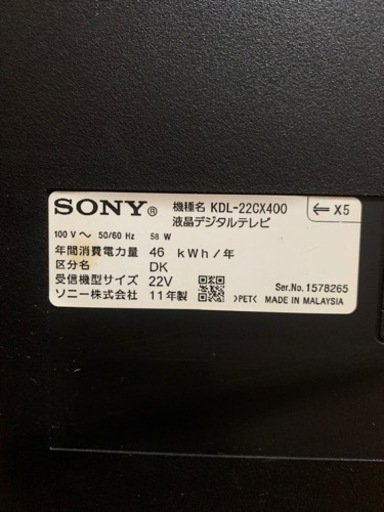 SONY® 機種名 KDL-22CX400 ⇐ X5
液晶デジタルテレビ
100 V～ 50/60 Hz 58 W
年間消費電力量 46 kWh/年
区分名 DK
受信機型サイズ 22V Ser.No. 1578265
ソニー株式会社 11年製 >PET< MADE IN MALAYSIA